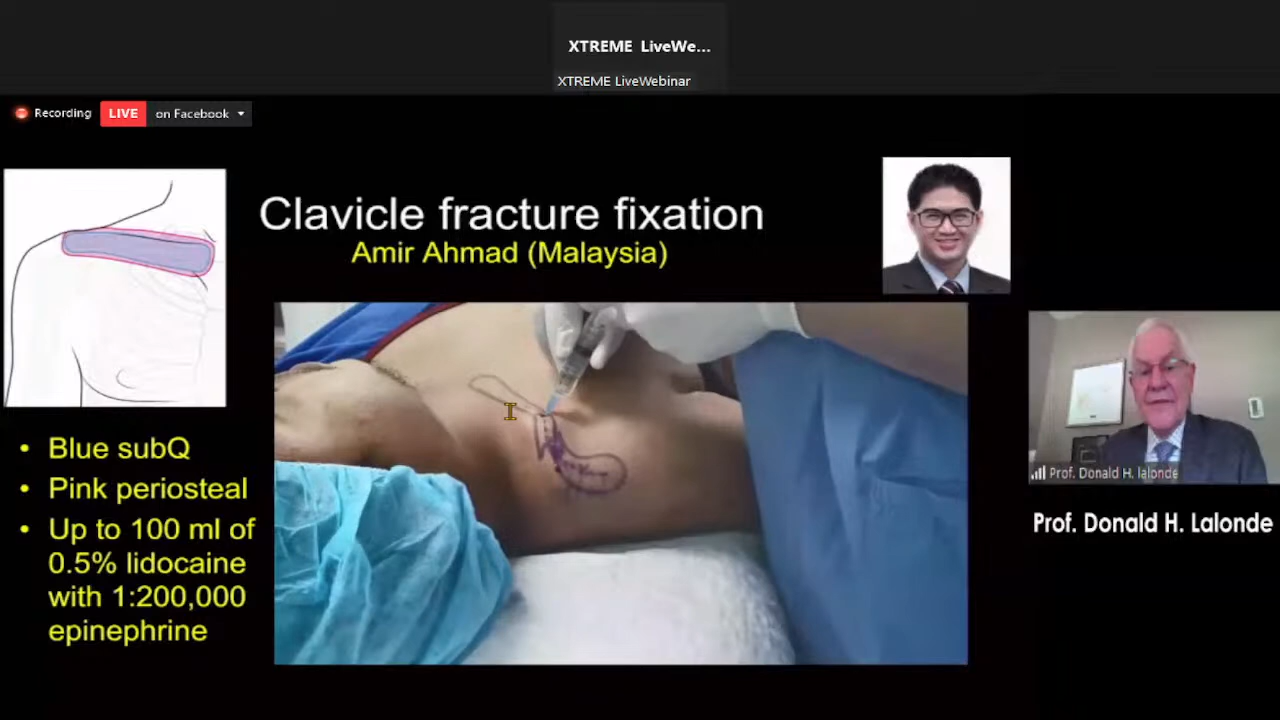 XTREME LiveWe...
XTREME LiveWebinar
Recording
LIVE
on Facebook
Clavicle fracture fixation
Amir Ahmad (Malaysia)
• Blue subQ
• Pink periosteal
• Up to 100 ml of
0.5% lidocaine
with 1:200,000
epinephrine
Prof. Donald H. lalonde
Prof. Donald H. Lalonde